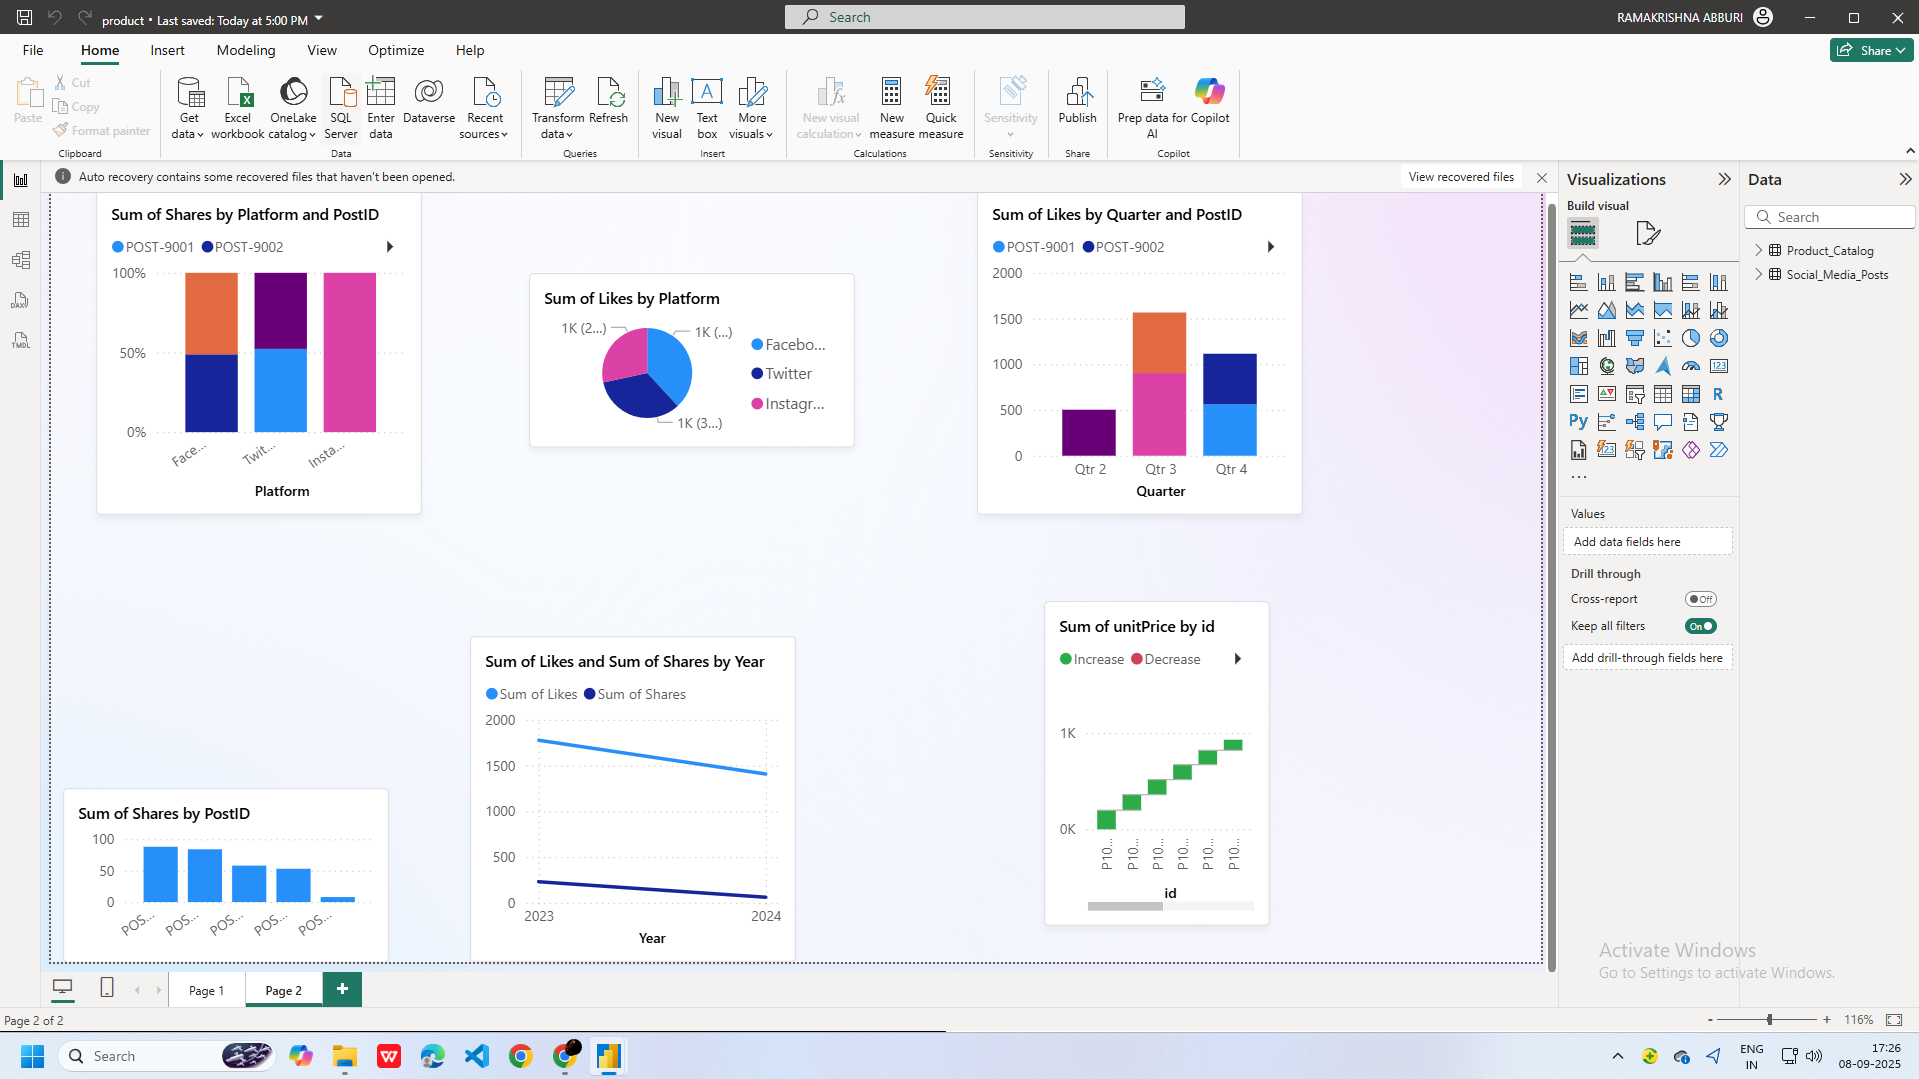 product • Last saved: Today at 5:00 PM
Search
RAMAKRISHNA ABBURI
File
Home
Insert
Modeling
View
Optimize
Help
Share
Paste
Cut
Copy
Format painter
Clipboard
Get data
Excel workbook
OneLake catalog
SQL Server
Enter data
Dataverse
Recent sources
Data
Transform data
Refresh
Queries
New visual
Text box
More visuals
Insert
New visual calculation
New measure
Quick measure
Calculations
Sensitivity
Sensitivity
Publish
Share
Prep data for AI
Copilot
Copilot
Auto recovery contains some recovered files that haven't been opened.
View recovered files
Sum of Shares by Platform and PostID
POST-9001
POST-9002
100%
50%
0%
Face...
Twit...
Insta...
Platform
Sum of Likes by Platform
1K (2...)
1K (...)
1K (3...)
Facebo...
Twitter
Instagr...
Sum of Likes by Quarter and PostID
POST-9001
POST-9002
2000
1500
1000
500
0
Qtr 2
Qtr 3
Qtr 4
Quarter
Sum of Shares by PostID
100
50
0
POS...
POS...
POS...
POS...
POS...
Sum of Likes and Sum of Shares by Year
Sum of Likes
Sum of Shares
2000
1500
1000
500
0
2023
2024
Year
Sum of unitPrice by id
Increase
Decrease
1K
0K
P10...
P10...
P10...
P10...
P10...
P10...
id
Visualizations
Build visual
123
R
Py
Values
Add data fields here
Drill through
Cross-report
Off
Keep all filters
On
Add drill-through fields here
Data
Search
Product_Catalog
Social_Media_Posts
Activate Windows
Go to Settings to activate Windows.
Page 1
Page 2
Page 2 of 2
116%
Search
ENG
IN
17:26
08-09-2025